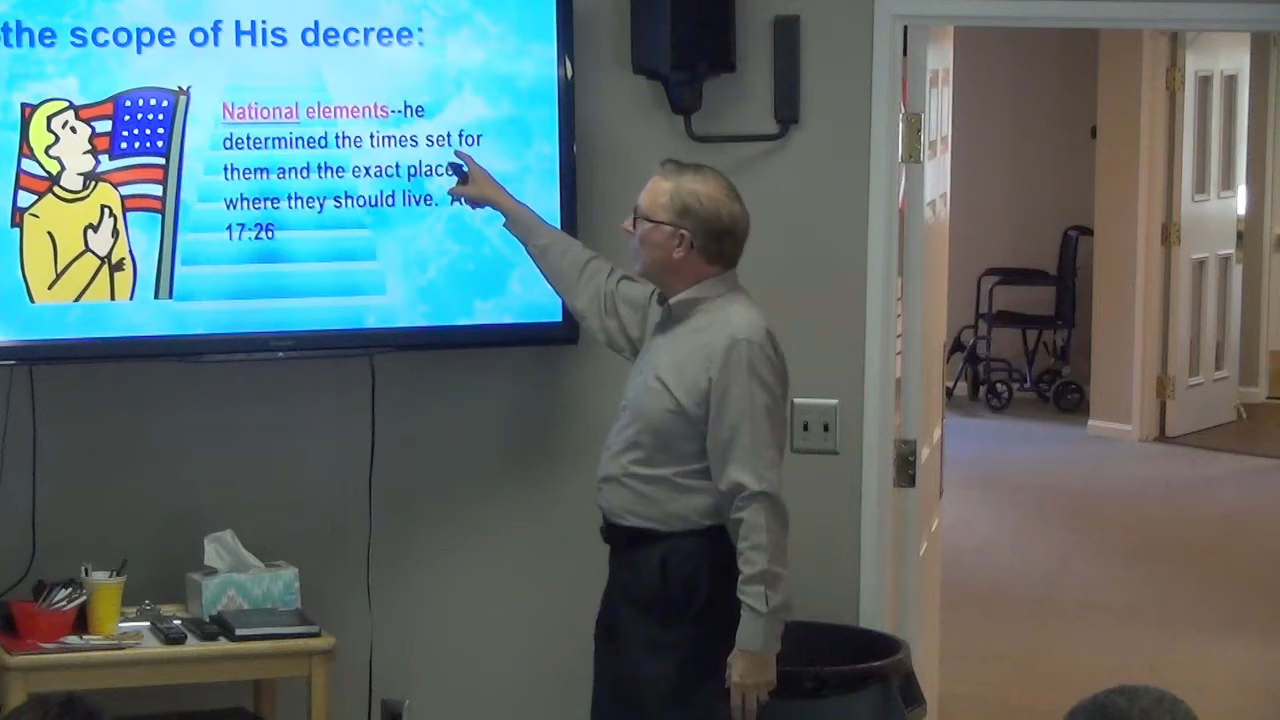 the scope of His decree:
National elements--he
determined the times set for
them and the exact places
where they should live.
17:26